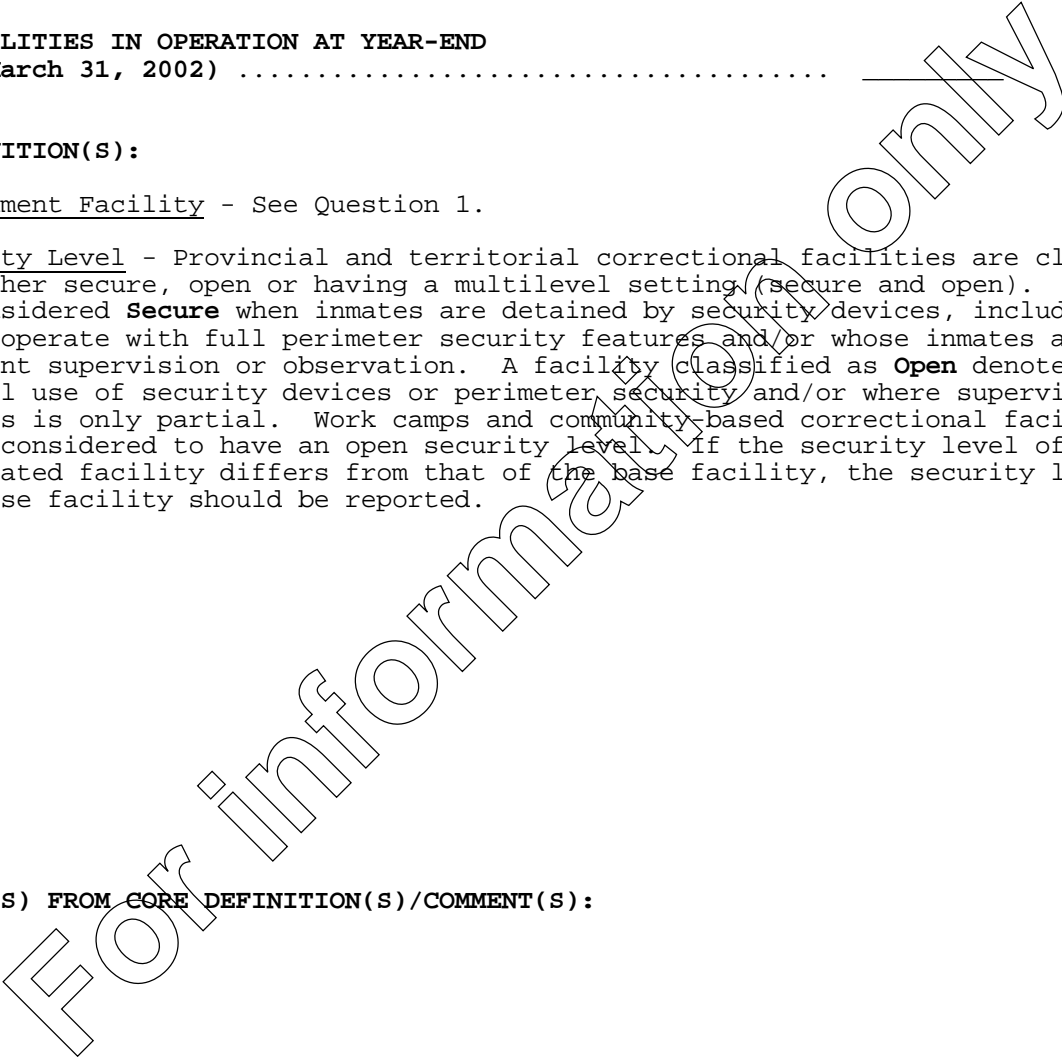 LITIES IN OPERATION AT YEAR-END
arch 31, 2002) ...................................... _________
ITION(S):
ment Facility - See Question 1.
ty Level - Provincial and territorial correctional facilities are cl
her secure, open or having a multilevel setting (secure and open).
sidered Secure when inmates are detained by security devices, includ
operate with full perimeter security features and/or whose inmates a
nt supervision or observation. A facility classified as Open denote
l use of security devices or perimeter security and/or where supervi
s is only partial. Work camps and community-based correctional faci
considered to have an open security level. If the security level of
ated facility differs from that of the base facility, the security l
se facility should be reported.
S) FROM CORE DEFINITION(S)/COMMENT(S):
For information only